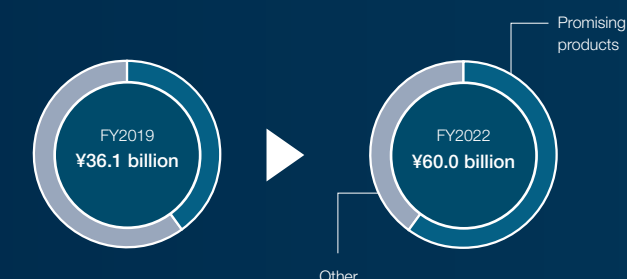 Promising
products
FY2019
¥36.1 billion
FY2022
¥60.0 billion
Other